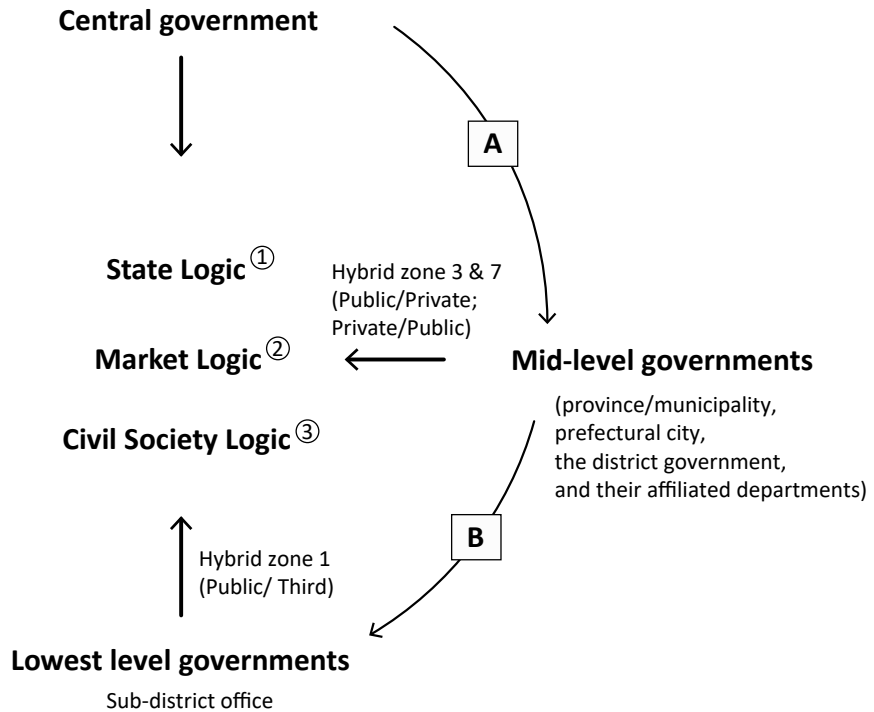 Central government
A
State Logic ①
Hybrid zone 3 & 7
(Public/Private;
Private/Public)
Market Logic ②
Mid-level governments
(province/municipality,
prefectural city,
the district government,
and their affiliated departments)
Civil Society Logic ③
B
Hybrid zone 1
(Public/ Third)
Lowest level governments
Sub-district office